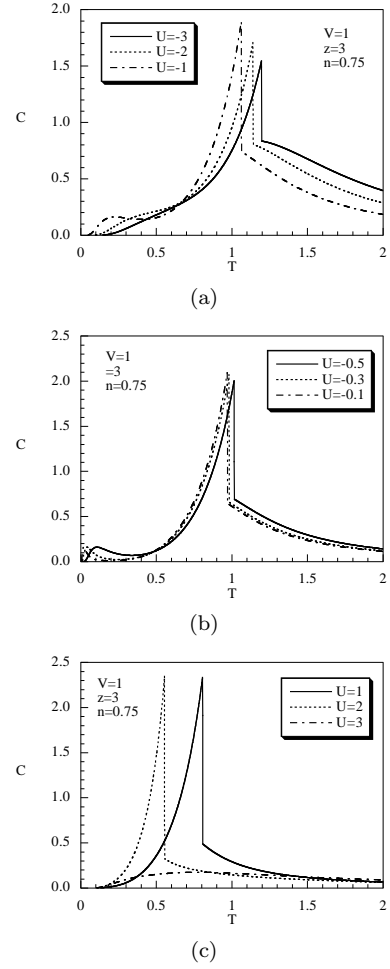 2.0
1.5
1.0
0.5
0.0
C
U=-3
U=-2
U=-1
V=1
z=3
n=0.75
0 0.5 1 1.5 2
T
(a)
2.5
2.0
1.5
1.0
0.5
0.0
C
V=1
=3
n=0.75
U=-0.5
U=-0.3
U=-0.1
0 0.5 1 1.5 2
T
(b)
2.5
2.0
1.5
1.0
0.5
0.0
C
V=1
z=3
n=0.75
U=1
U=2
U=3
0 0.5 1 1.5 2
T
(c)